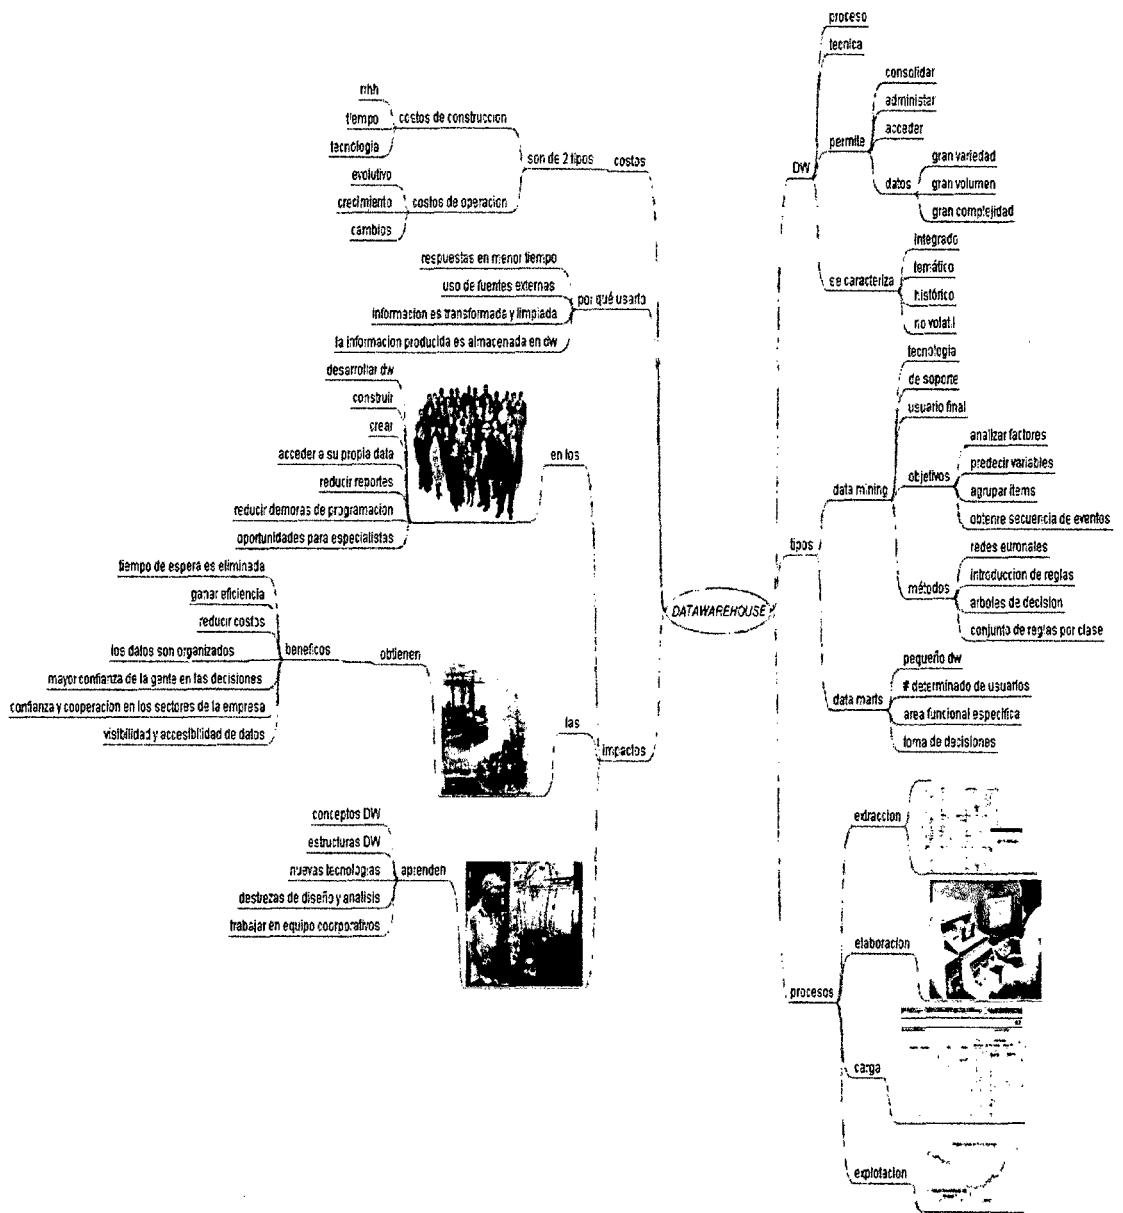 DATAWAREHOUSE
DW
proceso
tecnica
permite
consolidar
administar
acceder
datos
gran variedad
gran volumen
gran complejidad
se caracteriza
integrado
temático
histórico
no volatil
tipos
data mining
tecnologia
de soporte
usuario final
objetivos
analizar factores
predecir variables
agrupar items
obtenre secuencia de eventos
métodos
redes euronales
introduccion de reglas
arboles de decision
conjunto de reglas por clase
data marts
pequeño dw
# determinado de usuarios
area funcional especifica
toma de decisiones
procesos
extraccion
elaboracion
carga
explotacion
costos
son de 2 tipos
costos de construccion
tiempo
tecnologia
costos de operacion
evolutivo
crecimiento
cambios
por qué usarlo
respuestas en menor tiempo
uso de fuentes externas
informacion es transformada y limpiada
la informacion producida es almacenada en dw
impactos
en los
desarrollar dw
construir
crear
acceder a su propia data
reducir reportes
reducir demoras de programacion
oportunidades para especialistas
las
obtienen
beneficos
tiempo de espera es eliminada
ganar eficiencia
reducir costos
los datos son organizados
mayor confianza de la gente en las decisiones
confianza y cooperacion en los sectores de la empresa
visibilidad y accesibilidad de datos
aprenden
conceptos DW
estructuras DW
nuevas tecnologias
destrezas de diseño y analisis
trabajar en equipo coorporativos